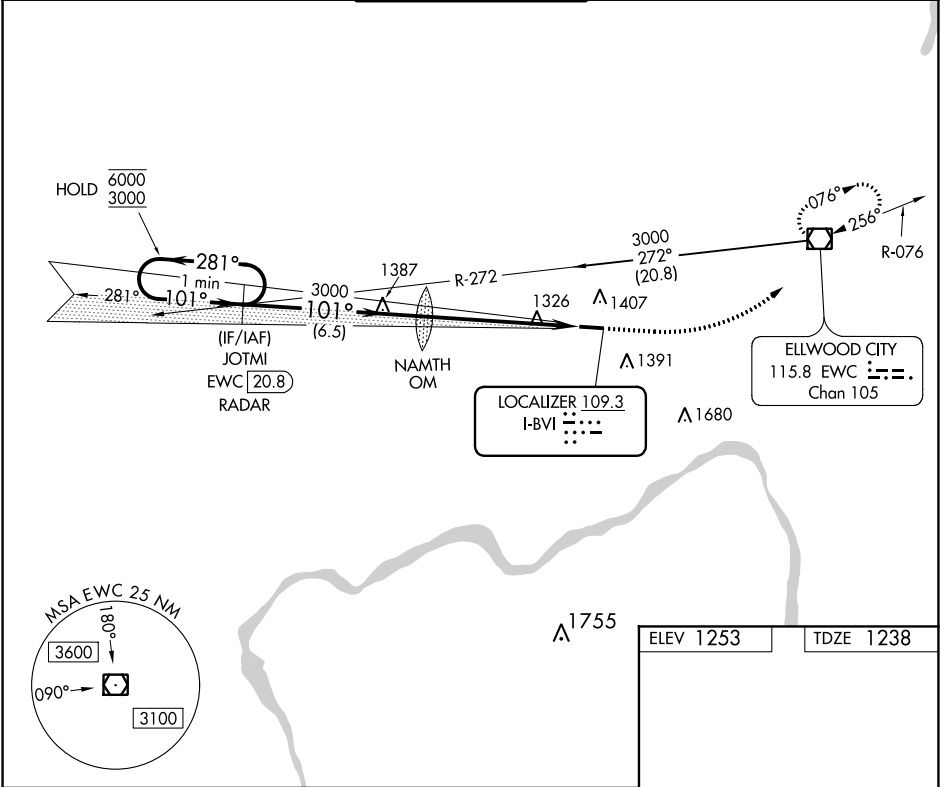 HOLD 6000
3000
281°
1 min
281°
101°
(IF/IAF)
JOTMI
EWC 20.8
RADAR
3000
101°
(6.5)
1387
R-272
NAMTH
OM
1326
1407
1391
1680
3000
272°
(20.8)
076°
256°
R-076
ELLWOOD CITY
115.8 EWC
Chan 105
LOCALIZER 109.3
I-BVI
MSA EWC 25 NM
180°
3600
090°
3100
1755
ELEV 1253
TDZE 1238